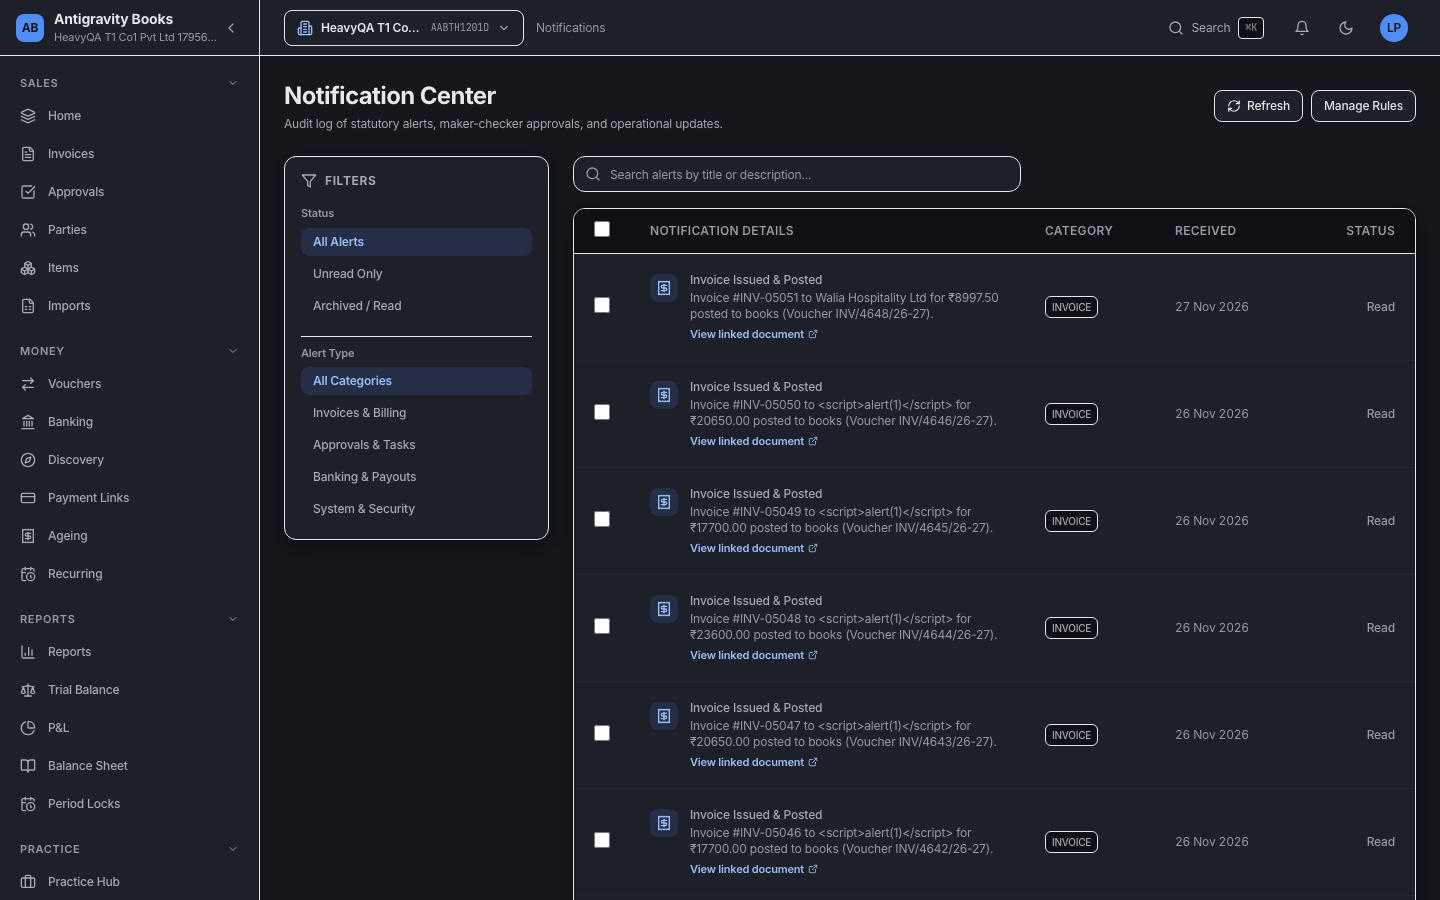 AB
Antigravity Books
HeavyQA T1 Co1 Pvt Ltd 17956...
SALES
Home
Invoices
Approvals
Parties
Items
Imports
MONEY
Vouchers
Banking
Discovery
Payment Links
Ageing
Recurring
REPORTS
Reports
Trial Balance
P&L
Balance Sheet
Period Locks
PRACTICE
Practice Hub
HeavyQA T1 Co... AABTH1201D
Notifications
Search ⌘K
LP
Notification Center
Audit log of statutory alerts, maker-checker approvals, and operational updates.
Refresh
Manage Rules
FILTERS
Status
All Alerts
Unread Only
Archived / Read
Alert Type
All Categories
Invoices & Billing
Approvals & Tasks
Banking & Payouts
System & Security
Search alerts by title or description...
NOTIFICATION DETAILS CATEGORY RECEIVED STATUS
Invoice Issued & Posted
Invoice #INV-05051 to Walia Hospitality Ltd for ₹8997.50
posted to books (Voucher INV/4648/26-27).
View linked document
INVOICE 27 Nov 2026 Read
Invoice Issued & Posted
Invoice #INV-05050 to <script>alert(1)</script> for
₹20650.00 posted to books (Voucher INV/4646/26-27).
View linked document
INVOICE 26 Nov 2026 Read
Invoice Issued & Posted
Invoice #INV-05049 to <script>alert(1)</script> for
₹17700.00 posted to books (Voucher INV/4645/26-27).
View linked document
INVOICE 26 Nov 2026 Read
Invoice Issued & Posted
Invoice #INV-05048 to <script>alert(1)</script> for
₹23600.00 posted to books (Voucher INV/4644/26-27).
View linked document
INVOICE 26 Nov 2026 Read
Invoice Issued & Posted
Invoice #INV-05047 to <script>alert(1)</script> for
₹20650.00 posted to books (Voucher INV/4643/26-27).
View linked document
INVOICE 26 Nov 2026 Read
Invoice Issued & Posted
Invoice #INV-05046 to <script>alert(1)</script> for
₹17700.00 posted to books (Voucher INV/4642/26-27).
View linked document
INVOICE 26 Nov 2026 Read